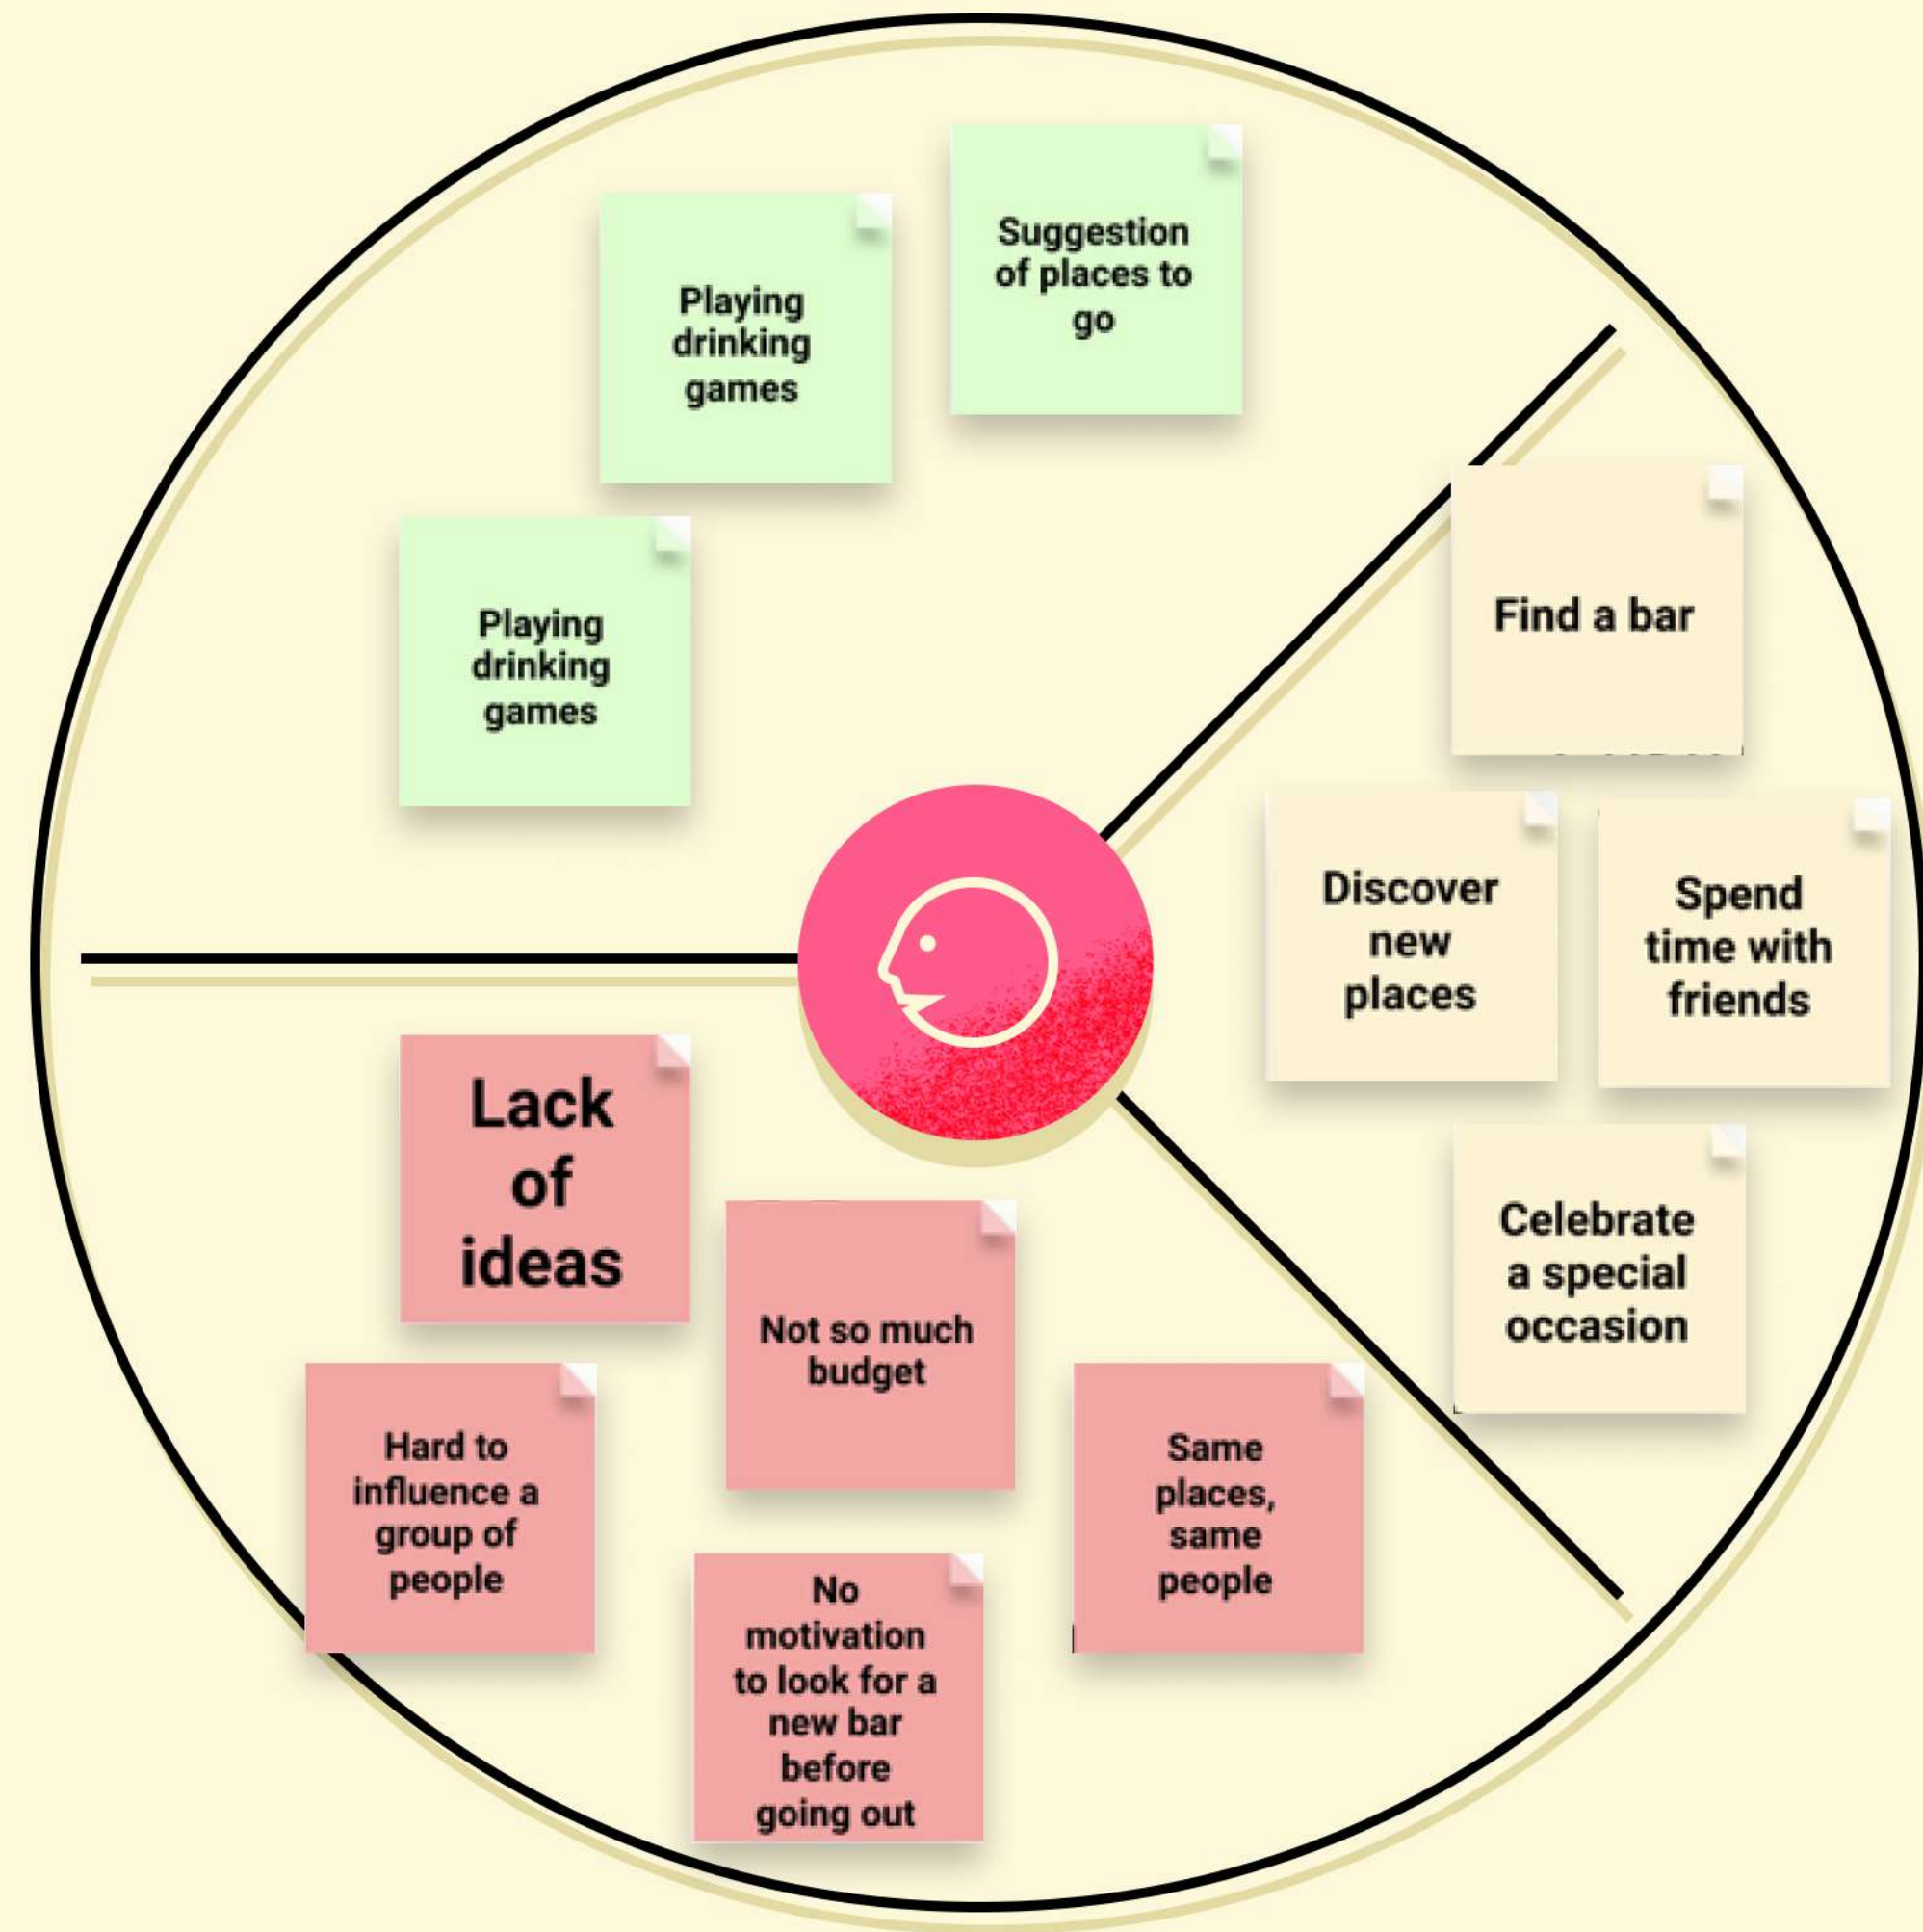 Suggestion
of places to
go
Playing
drinking
games
Playing
drinking
games
Find a bar
Discover
new
places
Spend
time with
friends
Celebrate
a special
occasion
Lack
of
ideas
Not so much
budget
Hard to
influence a
group of
people
Same
places,
same
people
No
motivation
to look for a
new bar
before
going out